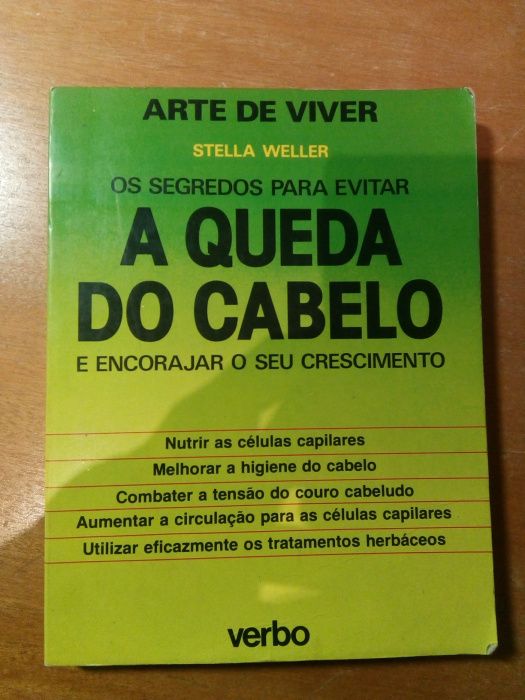 ARTE DE VIVER
STELLA WELLER
OS SEGREDOS PARA EVITAR
A QUEDA
DO CABELO
E ENCORAJAR O SEU CRESCIMENTO
Nutrir as células capilares
Melhorar a higiene do cabelo
Combater a tensão do couro cabeludo
Aumentar a circulação para as células capilares
Utilizar eficazmente os tratamentos herbáceos
verbo